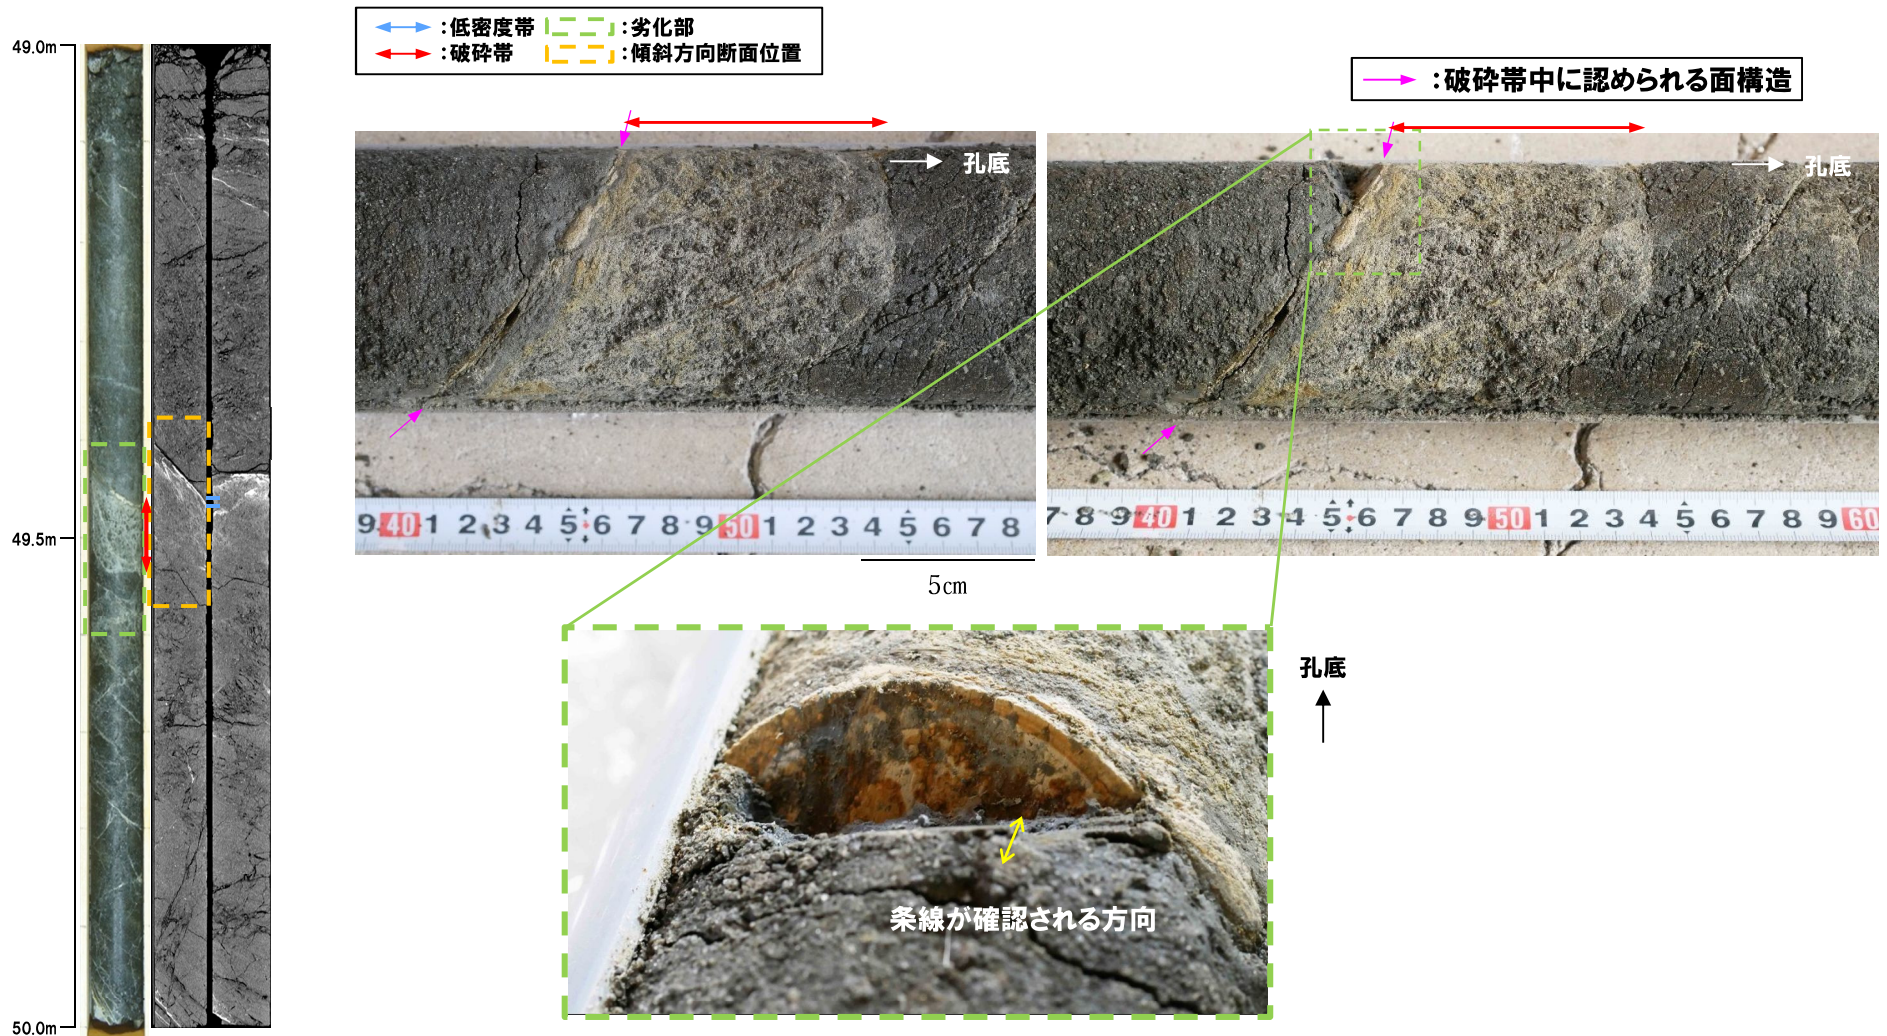 :低密度帯
:劣化部
:破砕帯
:傾斜方向断面位置
:破砕帯中に認められる面構造
49.0m
49.5m
50.0m
孔底
孔底
9 40 1 2 3 4 5 6 7 8 9 50 1 2 3 4 5 6 7 8
7 8 9 40 1 2 3 4 5 6 7 8 9 50 1 2 3 4 5 6 7 8 9 60
5cm
孔底
条線が確認される方向